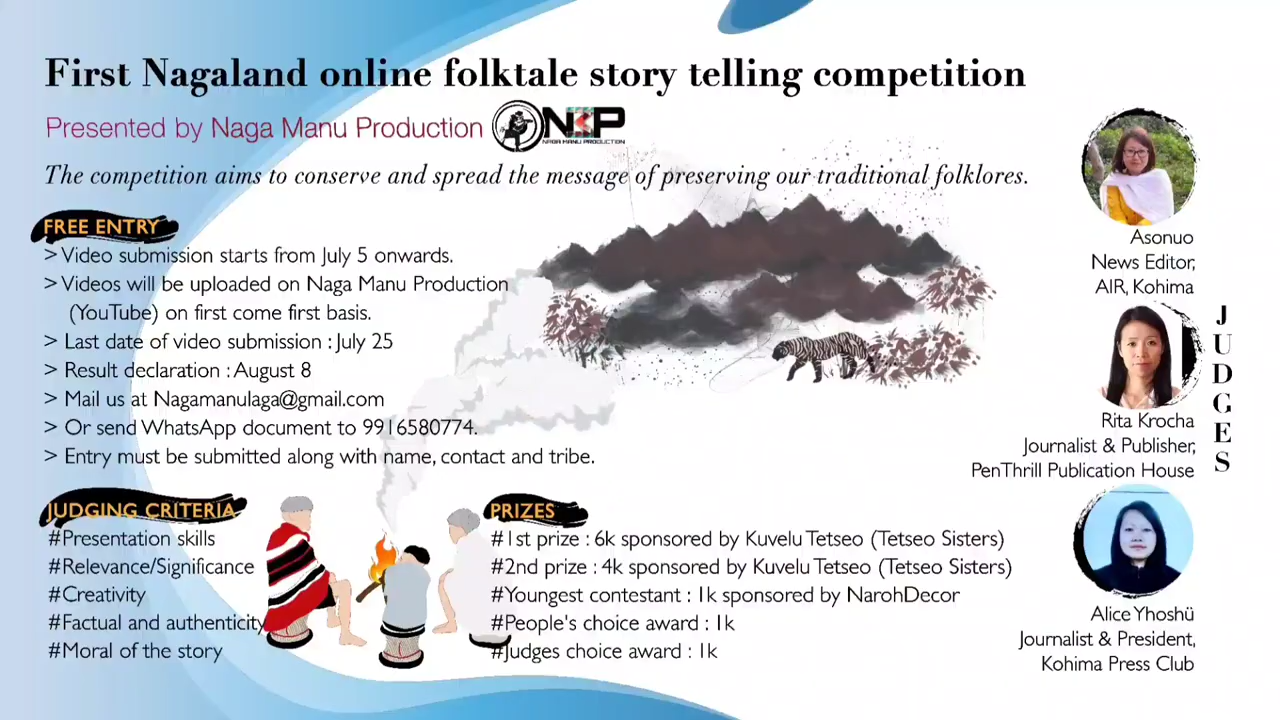 First Nagaland online folktale story telling competition
Presented by Naga Manu Production
NMP
NAGA MANU PRODUCTION
The competition aims to conserve and spread the message of preserving our traditional folklores.
FREE ENTRY
> Video submission starts from July 5 onwards.
> Videos will be uploaded on Naga Manu Production
(YouTube) on first come first basis.
> Last date of video submission : July 25
> Result declaration : August 8
> Mail us at Nagamanulaga@gmail.com
> Or send WhatsApp document to 9916580774.
> Entry must be submitted along with name, contact and tribe.
JUDGING CRITERIA
#Presentation skills
#Relevance/Significance
#Creativity
#Factual and authenticity
#Moral of the story
PRIZES
#1st prize : 6k sponsored by Kuvelu Tetseo (Tetseo Sisters)
#2nd prize : 4k sponsored by Kuvelu Tetseo (Tetseo Sisters)
#Youngest contestant : 1k sponsored by NarohDecor
#People's choice award : 1k
#Judges choice award : 1k
JUDGES
Asonuo
News Editor,
AIR, Kohima
Rita Krocha
Journalist & Publisher,
PenThrill Publication House
Alice Yhoshü
Journalist & President,
Kohima Press Club